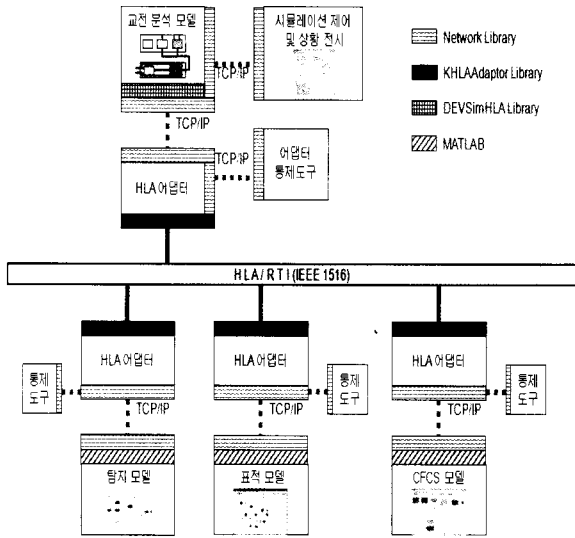 교전 분석 모델
시뮬레이션 제어
및 상황 전시
TCP/IP
Network Library
KHLAAdaptor Library
DEVSimHLA Library
MATLAB
TCP/IP
TCP/IP
HLA 어댑터
어댑터
통제도구
HLA/RTI(IEEE 1516)
HLA 어댑터
HLA 어댑터
HLA 어댑터
통제
도구
통제
도구
통제
도구
TCP/IP
TCP/IP
TCP/IP
탐지 모델
표적 모델
CFCS 모델